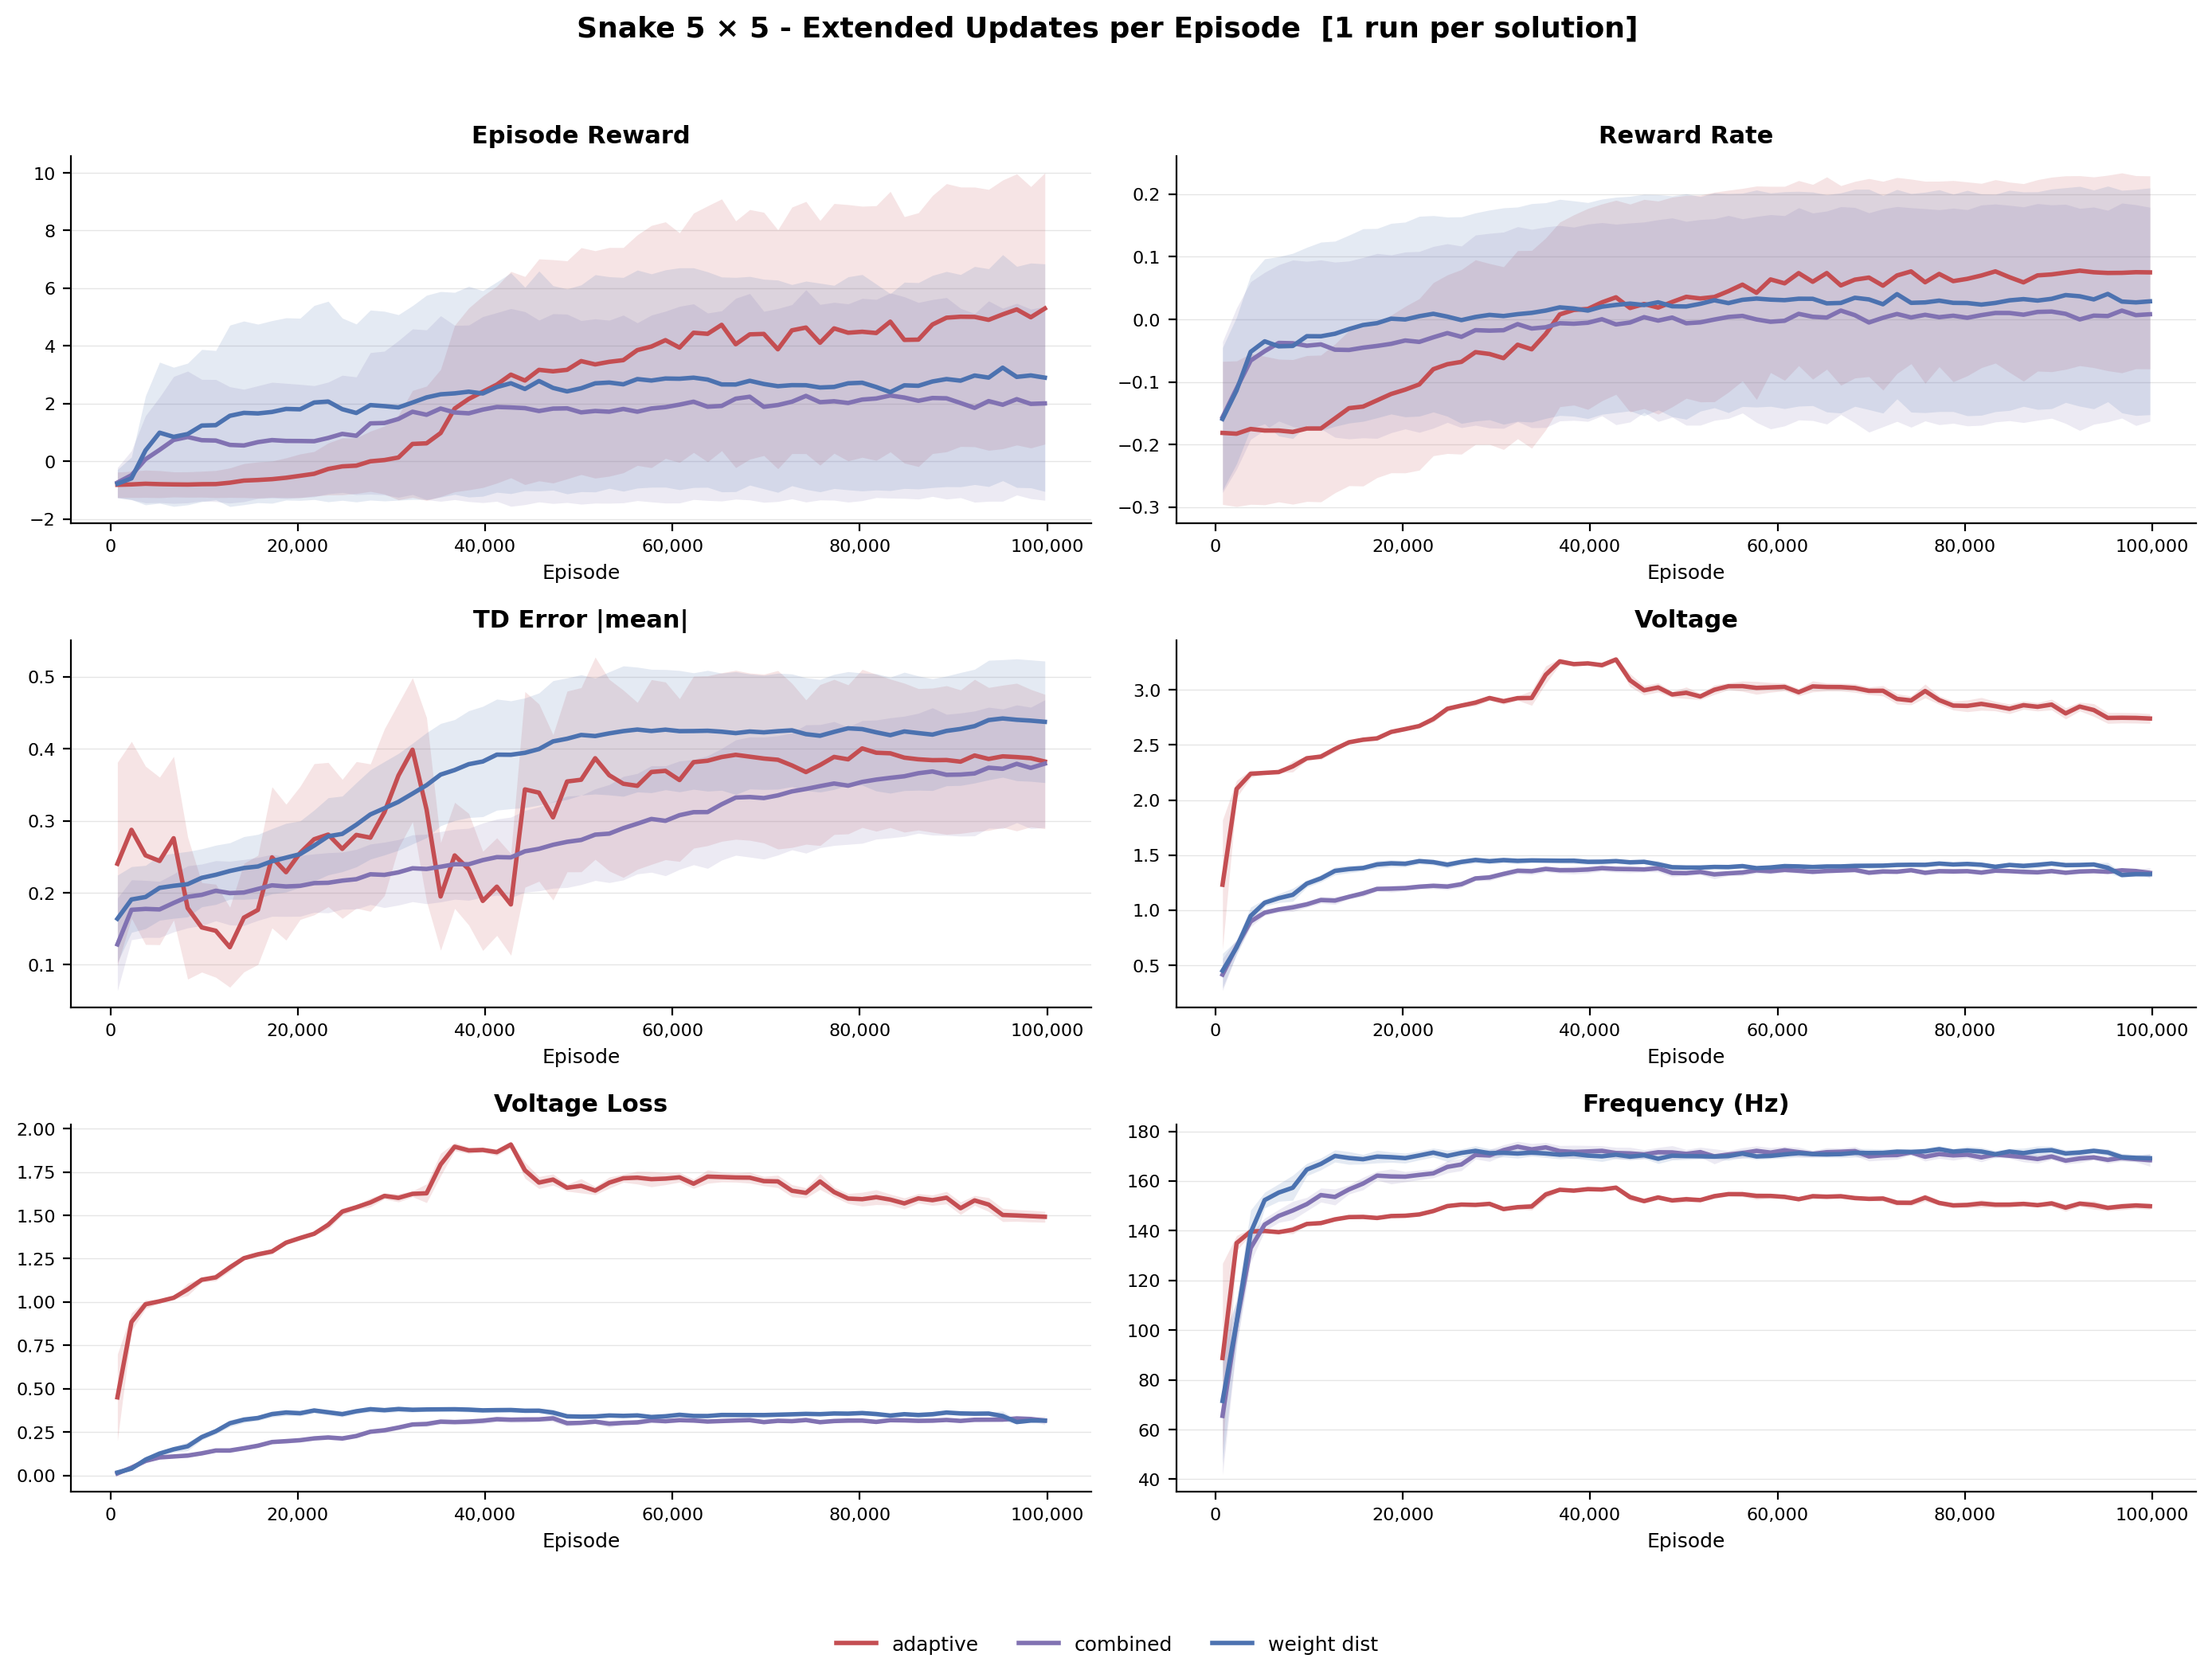 Snake 5 × 5 - Extended Updates per Episode [1 run per solution]
Episode Reward
10
8
6
4
2
0
−2
0 20,000 40,000 60,000 80,000 100,000
Episode
Reward Rate
0.2
0.1
0.0
−0.1
−0.2
−0.3
0 20,000 40,000 60,000 80,000 100,000
Episode
TD Error |mean|
0.5
0.4
0.3
0.2
0.1
0 20,000 40,000 60,000 80,000 100,000
Episode
Voltage
3.0
2.5
2.0
1.5
1.0
0.5
0 20,000 40,000 60,000 80,000 100,000
Episode
Voltage Loss
2.00
1.75
1.50
1.25
1.00
0.75
0.50
0.25
0.00
0 20,000 40,000 60,000 80,000 100,000
Episode
Frequency (Hz)
180
160
140
120
100
80
60
40
0 20,000 40,000 60,000 80,000 100,000
Episode
adaptive combined weight dist